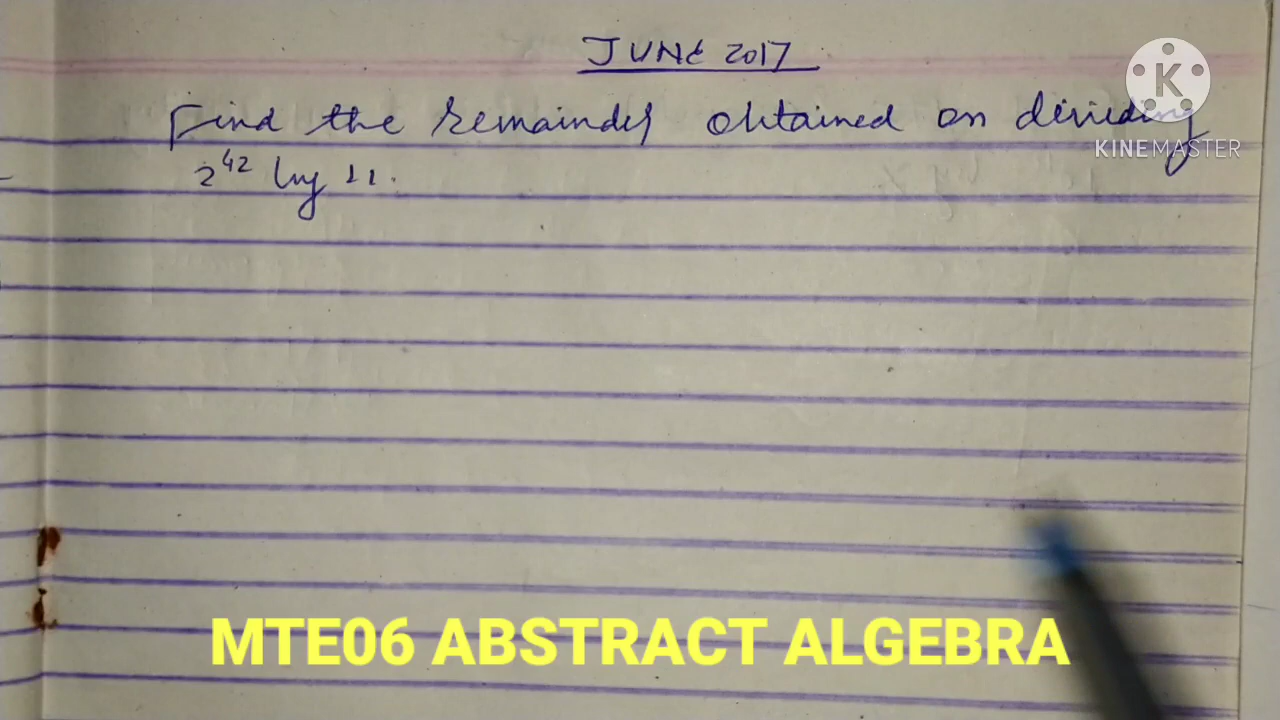 JUNE 2017
Find the remainder obtained on dividing
2^42 by 11.
KINEMASTER
MTE06 ABSTRACT ALGEBRA